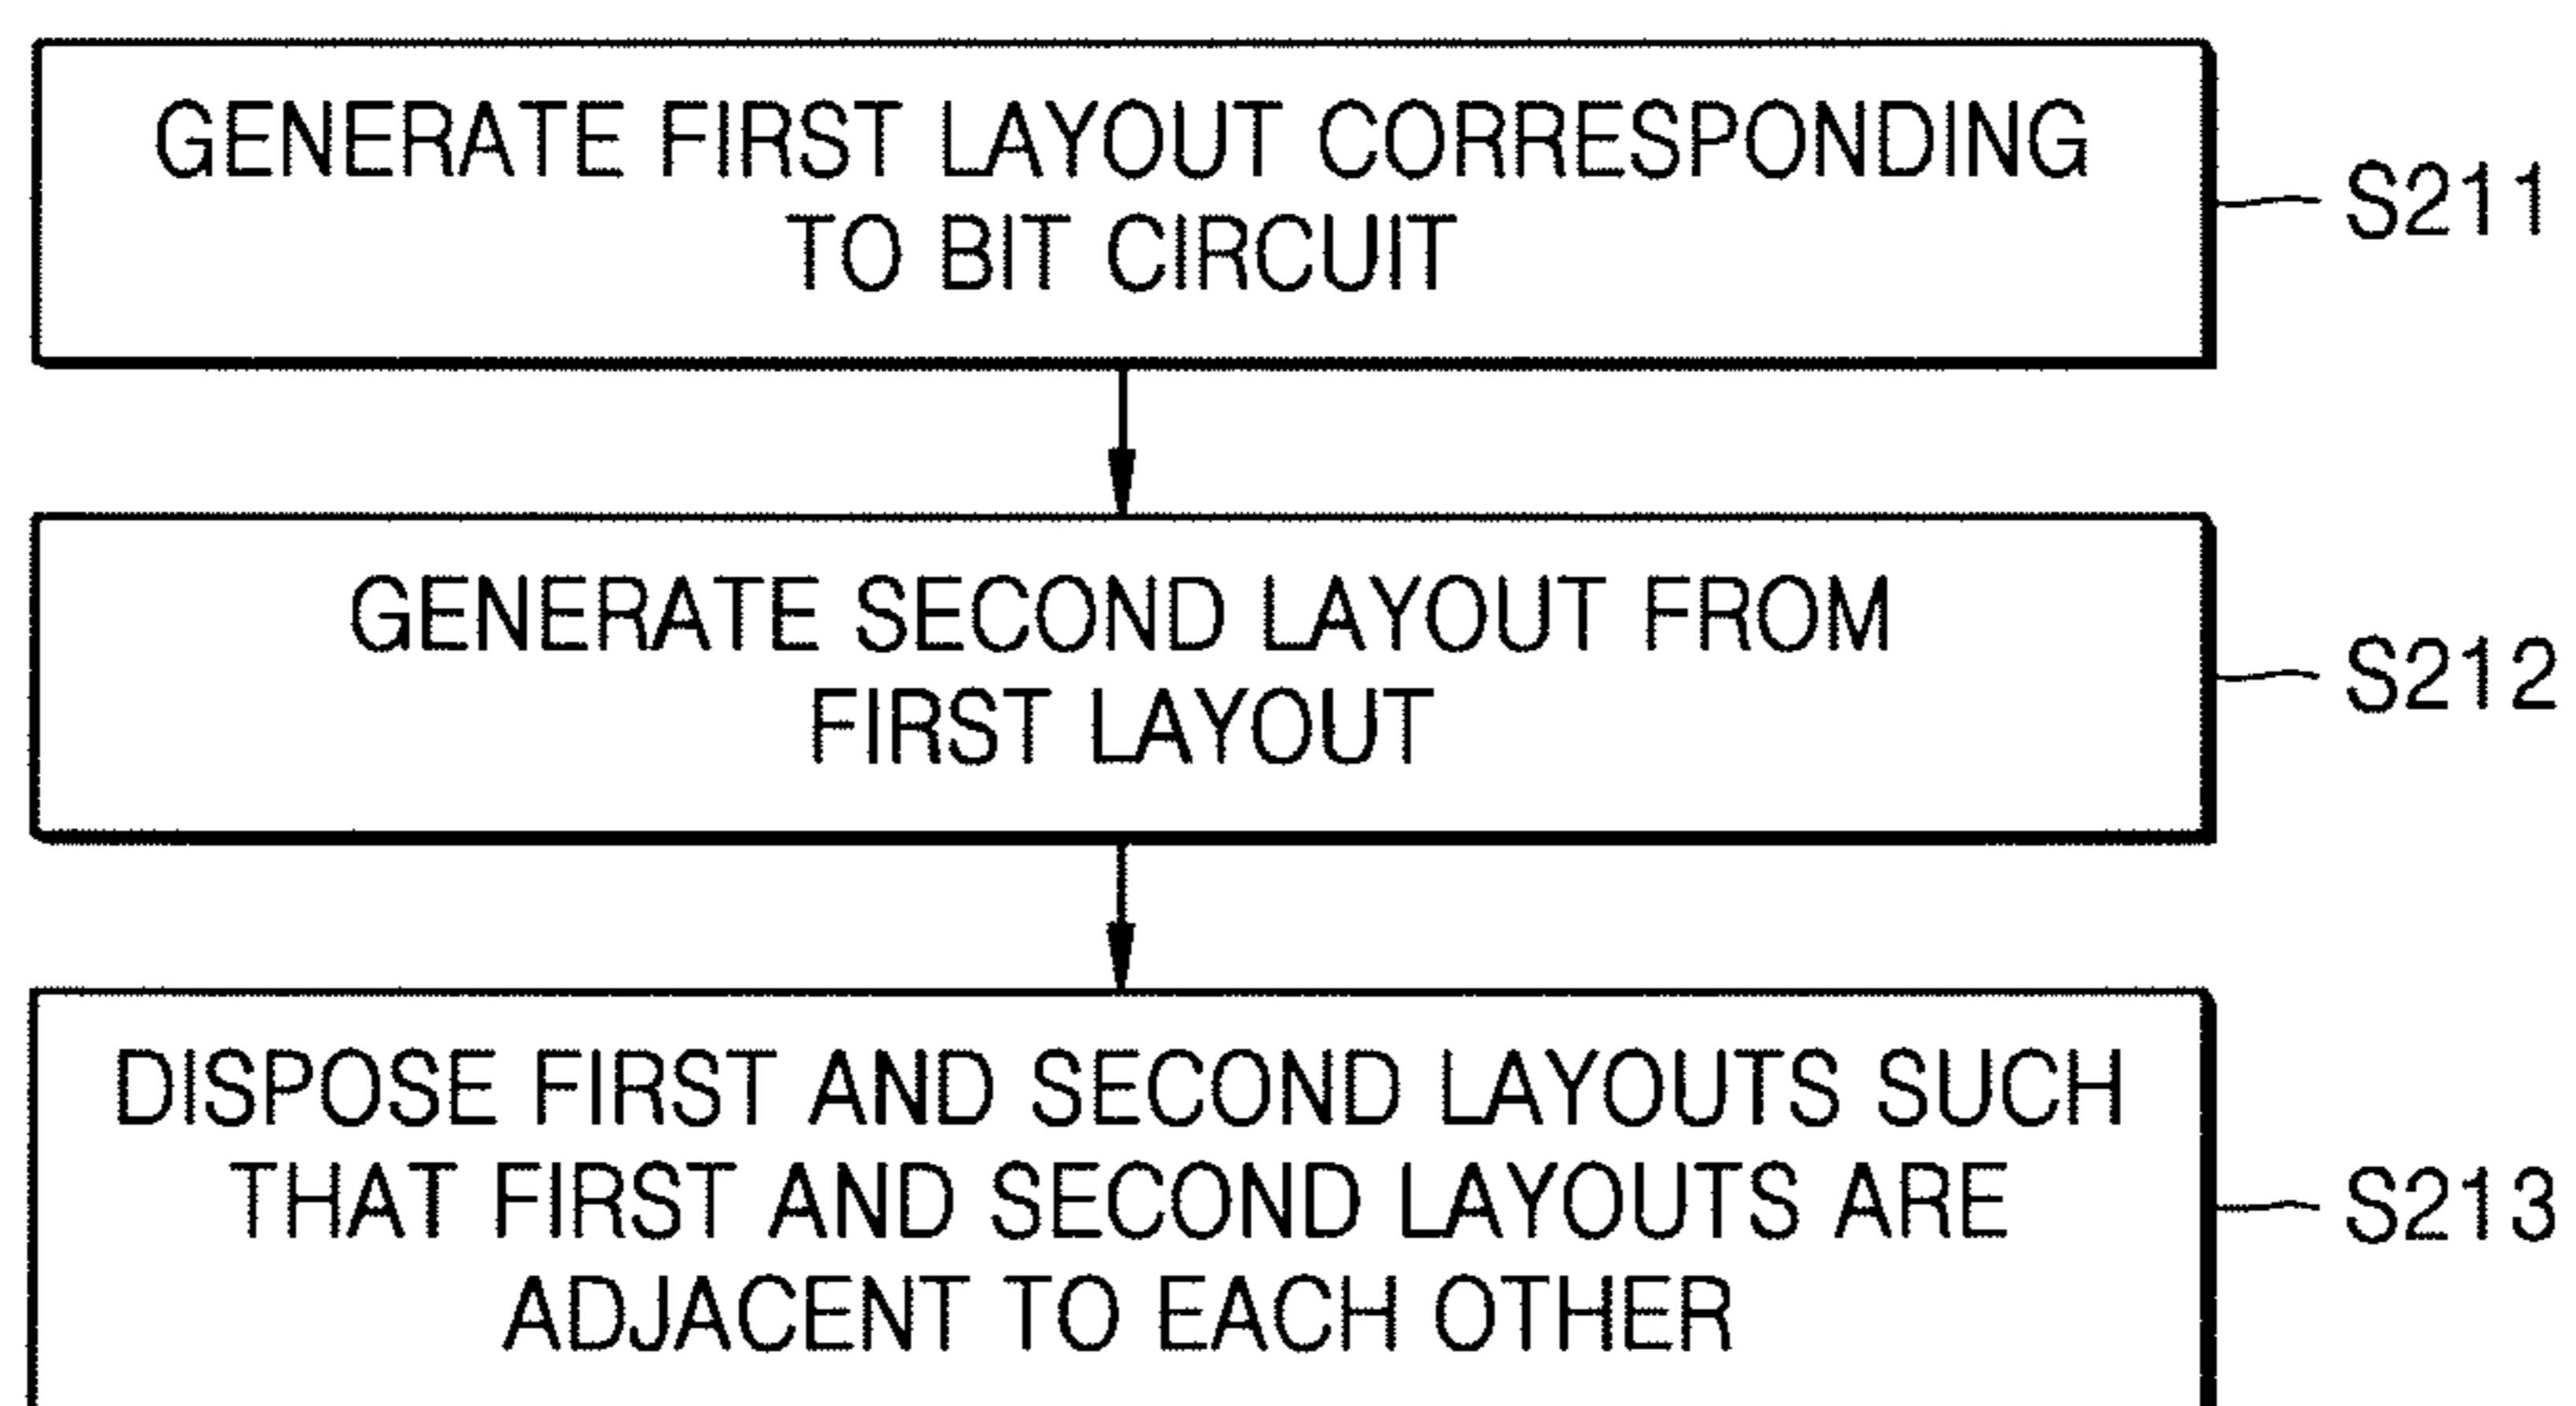 GENERATE FIRST LAYOUT CORRESPONDING
TO BIT CIRCUIT
S211
GENERATE SECOND LAYOUT FROM
FIRST LAYOUT
S212
DISPOSE FIRST AND SECOND LAYOUTS SUCH
THAT FIRST AND SECOND LAYOUTS ARE
ADJACENT TO EACH OTHER
S213